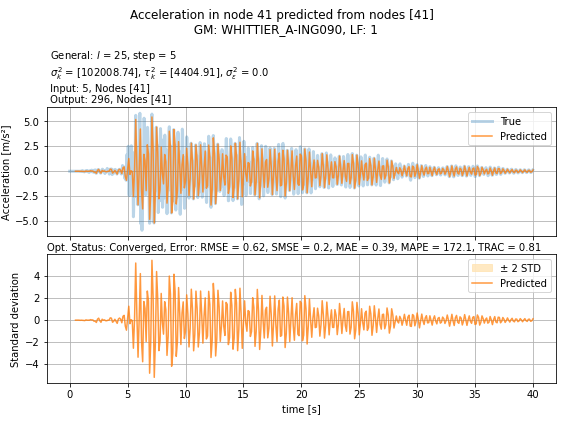 Acceleration in node 41 predicted from nodes [41]
GM: WHITTIER_A-ING090, LF: 1
General: l = 25, step = 5
σ²ₖ = [102008.74], τ²ₖ = [4404.91], σ²ε = 0.0
Input: 5, Nodes [41]
Output: 296, Nodes [41]
True
Predicted
Acceleration [m/s²]
5.0
2.5
0.0
−2.5
−5.0
Opt. Status: Converged, Error: RMSE = 0.62, SMSE = 0.2, MAE = 0.39, MAPE = 172.1, TRAC = 0.81
± 2 STD
Predicted
Standard deviation
4
2
0
−2
−4
0 5 10 15 20 25 30 35 40
time [s]